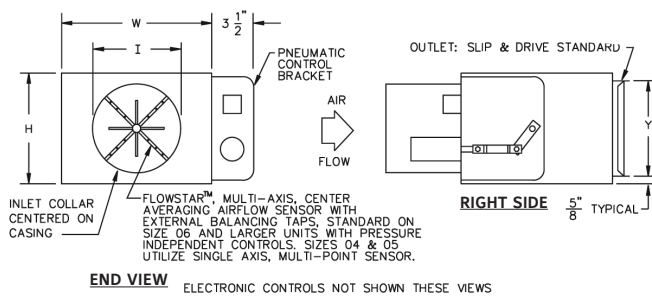 W
3 1/2"
I
PNEUMATIC
CONTROL
BRACKET
H
AIR
FLOW
OUTLET: SLIP & DRIVE STANDARD
Y
INLET COLLAR
CENTERED ON
CASING
FLOWSTAR™, MULTI-AXIS, CENTER
AVERAGING AIRFLOW SENSOR WITH
EXTERNAL BALANCING TAPS, STANDARD ON
SIZE 06 AND LARGER UNITS WITH PRESSURE
INDEPENDENT CONTROLS. SIZES 04 & 05
UTILIZE SINGLE AXIS, MULTI-POINT SENSOR.
RIGHT SIDE
5/8" TYPICAL
END VIEW
ELECTRONIC CONTROLS NOT SHOWN THESE VIEWS